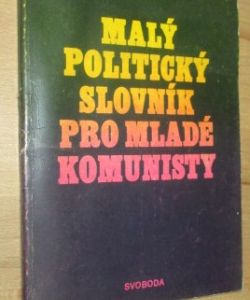 MALÝ
POLITICKÝ
SLOVNÍK
PRO MLADÉ
KOMUNISTY
SVOBODA